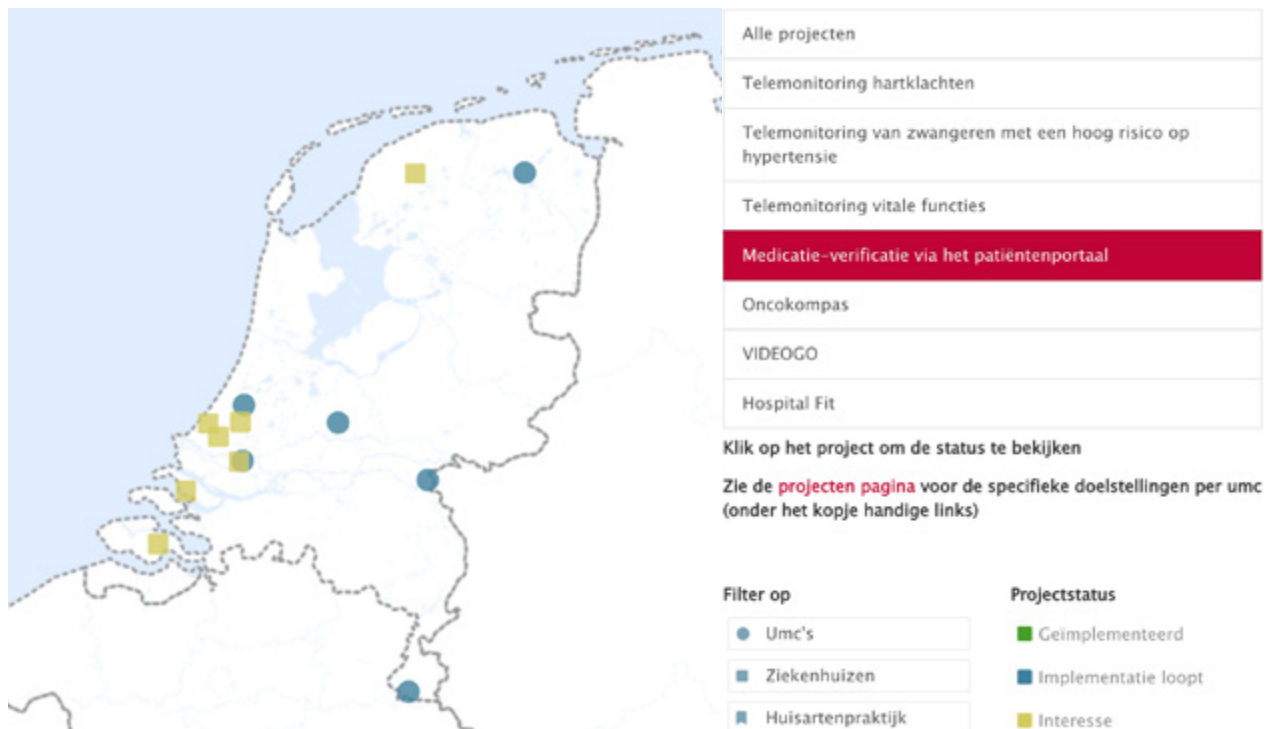 Alle projecten
Telemonitoring hartklachten
Telemonitoring van zwangeren met een hoog risico op
hypertensie
Telemonitoring vitale functies
Medicatie-verificatie via het patiëntenportaal
Oncokompas
VIDEOGO
Hospital Fit
Klik op het project om de status te bekijken
Zie de projecten pagina voor de specifieke doelstellingen per umc
(onder het kopje handige links)
Filter op
Umc's
Ziekenhuizen
Huisartenpraktijk
Projectstatus
Geïmplementeerd
Implementatie loopt
Interesse